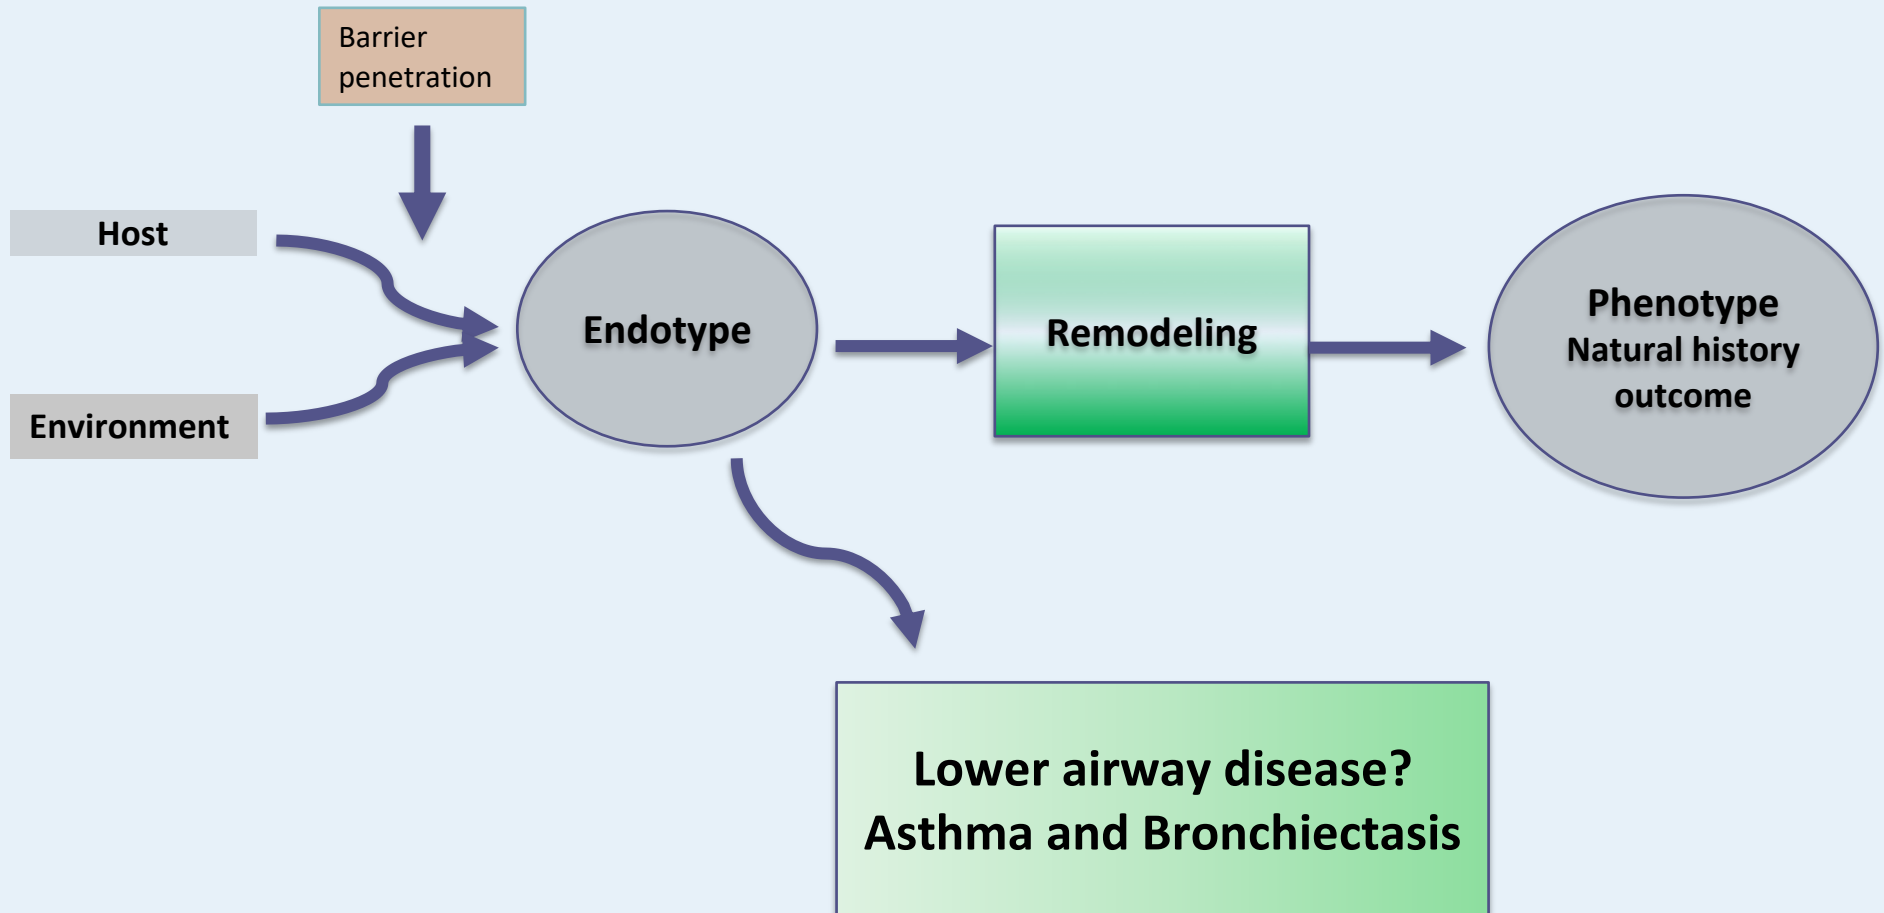 Barrier
penetration
Host
Environment
Endotype
Remodeling
Phenotype
Natural history
outcome
Lower airway disease?
Asthma and Bronchiectasis